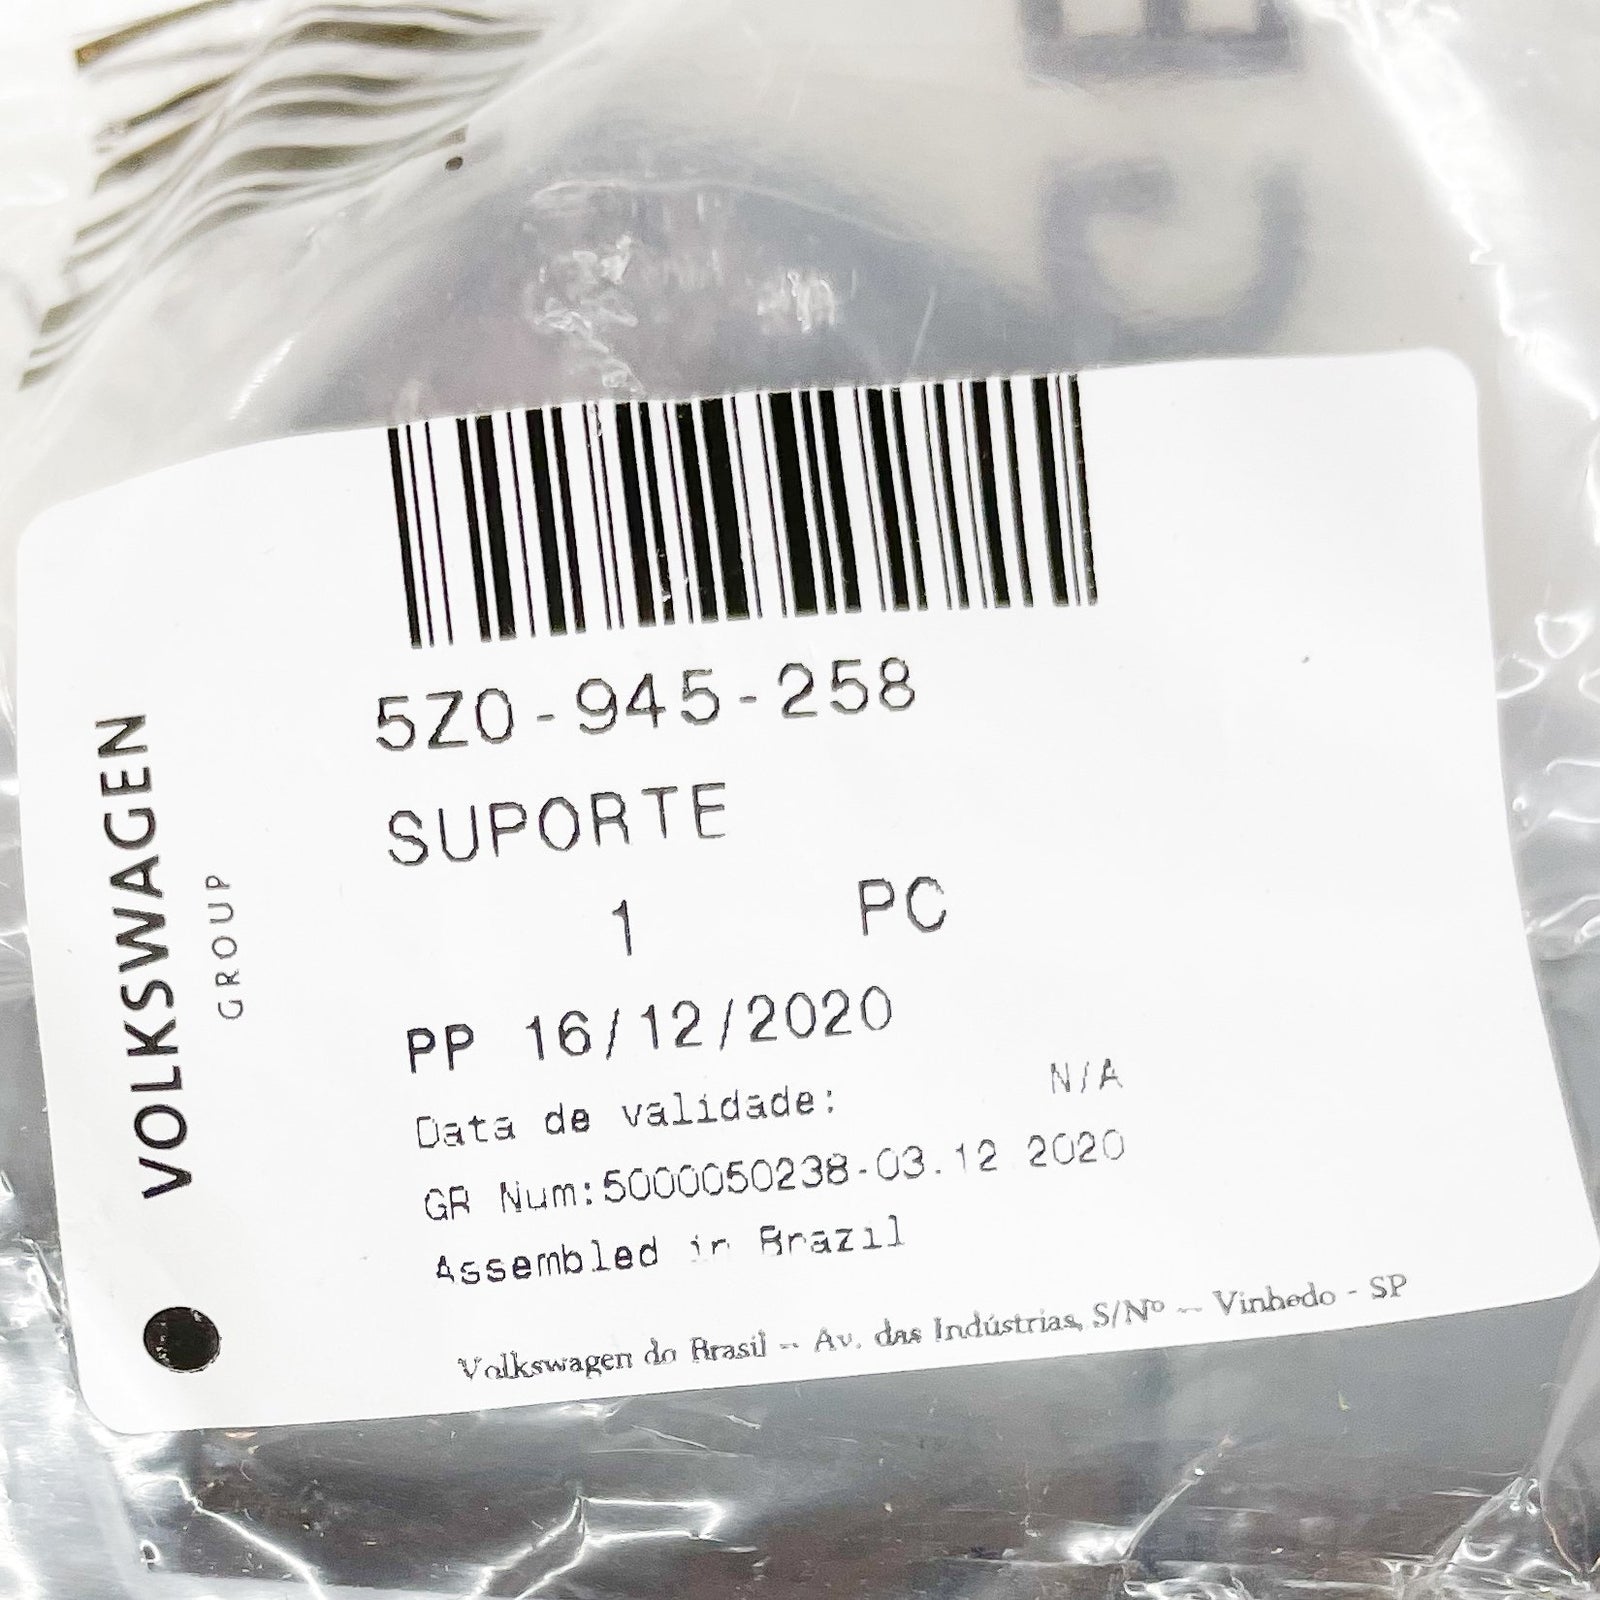 VOLKSWAGEN
GROUP
5Z0-945-258
SUPORTE
1 PC
PP 16/12/2020
Data de validade: N/A
GR Num:5000050238-03.12 2020
Assembled in Brazil
Volkswagen do Brasil -- Av. das Indústrias, S/Nº -- Vinhedo - SP